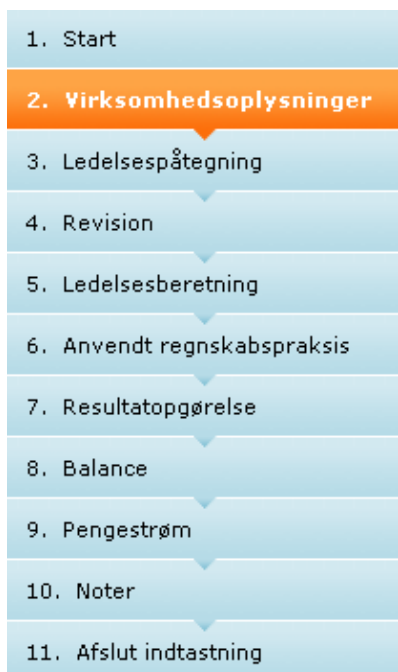 1. Start
2. Virksomhedsoplysninger
3. Ledelsespåtegning
4. Revision
5. Ledelsesberetning
6. Anvendt regnskabspraksis
7. Resultatopgørelse
8. Balance
9. Pengestrøm
10. Noter
11. Afslut indtastning